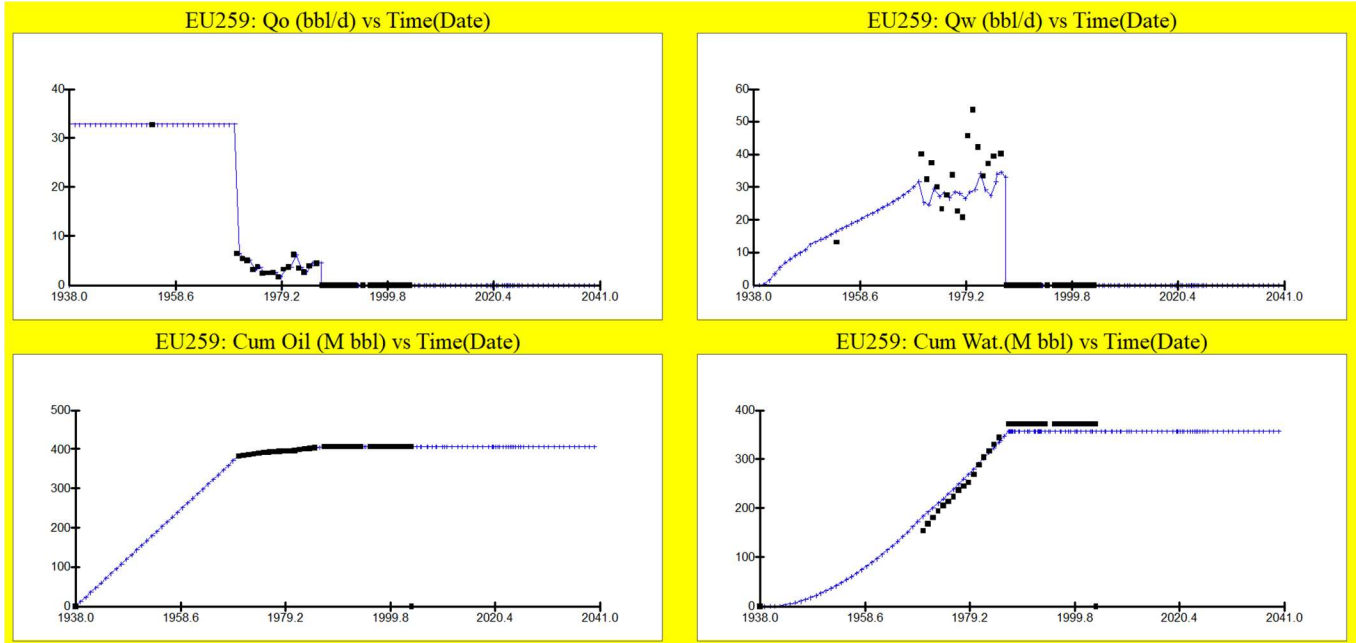 EU259: Qo (bbl/d) vs Time(Date)
40
30
20
10
0
1938.0 1958.6 1979.2 1999.8 2020.4 2041.0
EU259: Qw (bbl/d) vs Time(Date)
60
50
40
30
20
10
0
1938.0 1958.6 1979.2 1999.8 2020.4 2041.0
EU259: Cum Oil (M bbl) vs Time(Date)
500
400
300
200
100
0
1938.0 1958.6 1979.2 1999.8 2020.4 2041.0
EU259: Cum Wat.(M bbl) vs Time(Date)
400
300
200
100
0
1938.0 1958.6 1979.2 1999.8 2020.4 2041.0